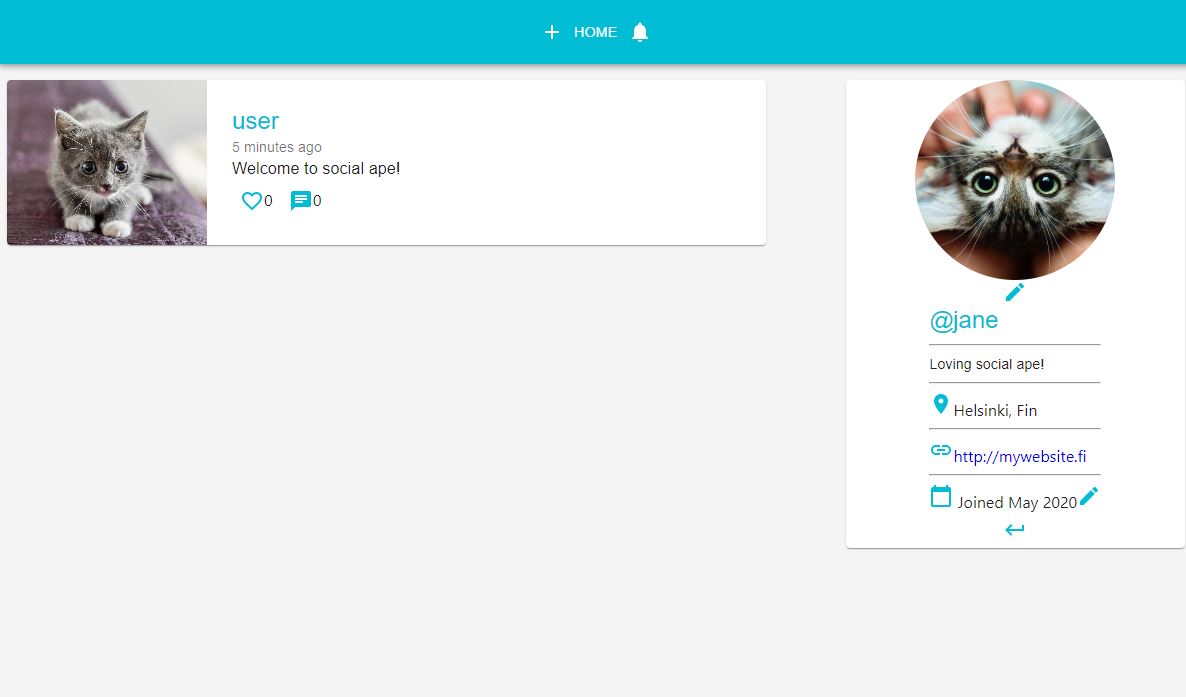 HOME
user
5 minutes ago
Welcome to social ape!
0 0
@jane
Loving social ape!
Helsinki, Fin
http://mywebsite.fi
Joined May 2020